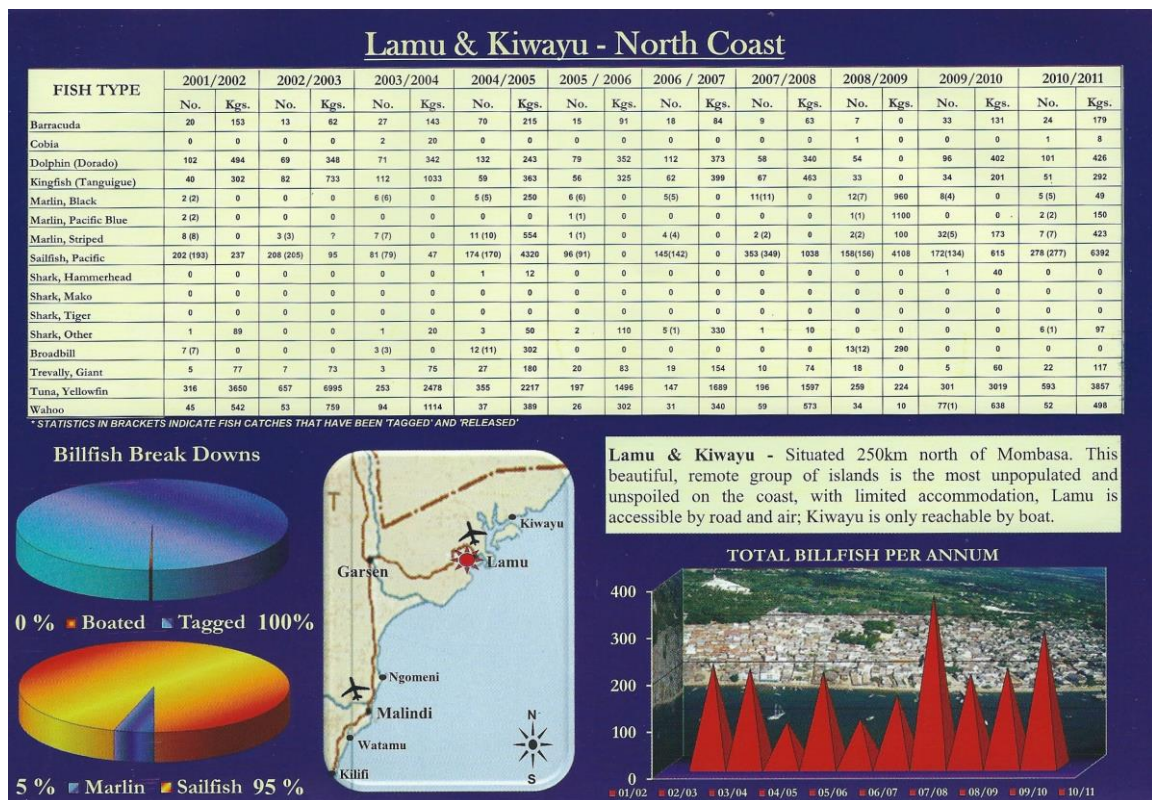 Lamu & Kiwayu - North Coast
FISH TYPE 2001/2002 2002/2003 2003/2004 2004/2005 2005 / 2006 2006 / 2007 2007/2008 2008/2009 2009/2010 2010/2011
No. Kgs. No. Kgs. No. Kgs. No. Kgs. No. Kgs. No. Kgs. No. Kgs. No. Kgs. No. Kgs. No. Kgs.
Barracuda 20 153 13 62 27 143 70 215 15 91 18 84 9 63 7 0 33 131 24 179
Cobia 0 0 0 0 2 20 0 0 0 0 0 0 0 0 1 0 0 0 1 8
Dolphin (Dorado) 102 494 69 348 71 342 132 243 79 352 112 373 58 340 54 0 96 402 101 426
Kingfish (Tanguigue) 40 302 82 733 112 1033 59 363 56 325 62 399 67 463 33 0 34 201 51 292
Marlin, Black 2 (2) 0 0 0 6 (6) 0 5 (5) 250 6 (6) 0 5(5) 0 11(11) 0 12(7) 960 8(4) 0 5 (5) 49
Marlin, Pacific Blue 2 (2) 0 0 0 0 0 0 0 1 (1) 0 0 0 0 0 1(1) 1100 0 0 2 (2) 150
Marlin, Striped 8 (8) 0 3 (3) ? 7 (7) 0 11 (10) 554 1 (1) 0 4 (4) 0 2 (2) 0 2(2) 100 32(5) 173 7 (7) 423
Sailfish, Pacific 202 (193) 237 208 (205) 95 81 (79) 47 174 (170) 4320 96 (91) 0 145(142) 0 353 (349) 1038 158(156) 4108 172(134) 615 278 (277) 6392
Shark, Hammerhead 0 0 0 0 0 0 1 12 0 0 0 0 0 0 0 0 1 40 0 0
Shark, Mako 0 0 0 0 0 0 0 0 0 0 0 0 0 0 0 0 0 0 0 0
Shark, Tiger 0 0 0 0 0 0 0 0 0 0 0 0 0 0 0 0 0 0 0 0
Shark, Other 1 89 0 0 1 20 3 50 2 110 5 (1) 330 1 10 0 0 0 0 6 (1) 97
Broadbill 7 (7) 0 0 0 3 (3) 0 12 (11) 302 0 0 0 0 0 0 13(12) 290 0 0 0 0
Trevally, Giant 5 77 7 73 3 75 27 180 20 83 19 154 10 74 18 0 5 60 22 117
Tuna, Yellowfin 316 3650 657 6995 253 2478 355 2217 197 1496 147 1689 196 1597 259 224 301 3019 593 3857
Wahoo 45 542 53 759 94 1114 37 389 26 302 31 340 59 573 34 10 77(1) 638 52 498
* STATISTICS IN BRACKETS INDICATE FISH CATCHES THAT HAVE BEEN 'TAGGED' AND 'RELEASED'
Billfish Break Downs
0 % Boated Tagged 100%
5 % Marlin Sailfish 95 %
T
Kiwayu
Lamu
Garsen
Ngomeni
Malindi
Watamu
Kilifi
N
S
Lamu & Kiwayu - Situated 250km north of Mombasa. This
beautiful, remote group of islands is the most unpopulated and
unspoiled on the coast, with limited accommodation, Lamu is
accessible by road and air; Kiwayu is only reachable by boat.
TOTAL BILLFISH PER ANNUM
400
300
200
100
0
01/02 02/03 03/04 04/05 05/06 06/07 07/08 08/09 09/10 10/11